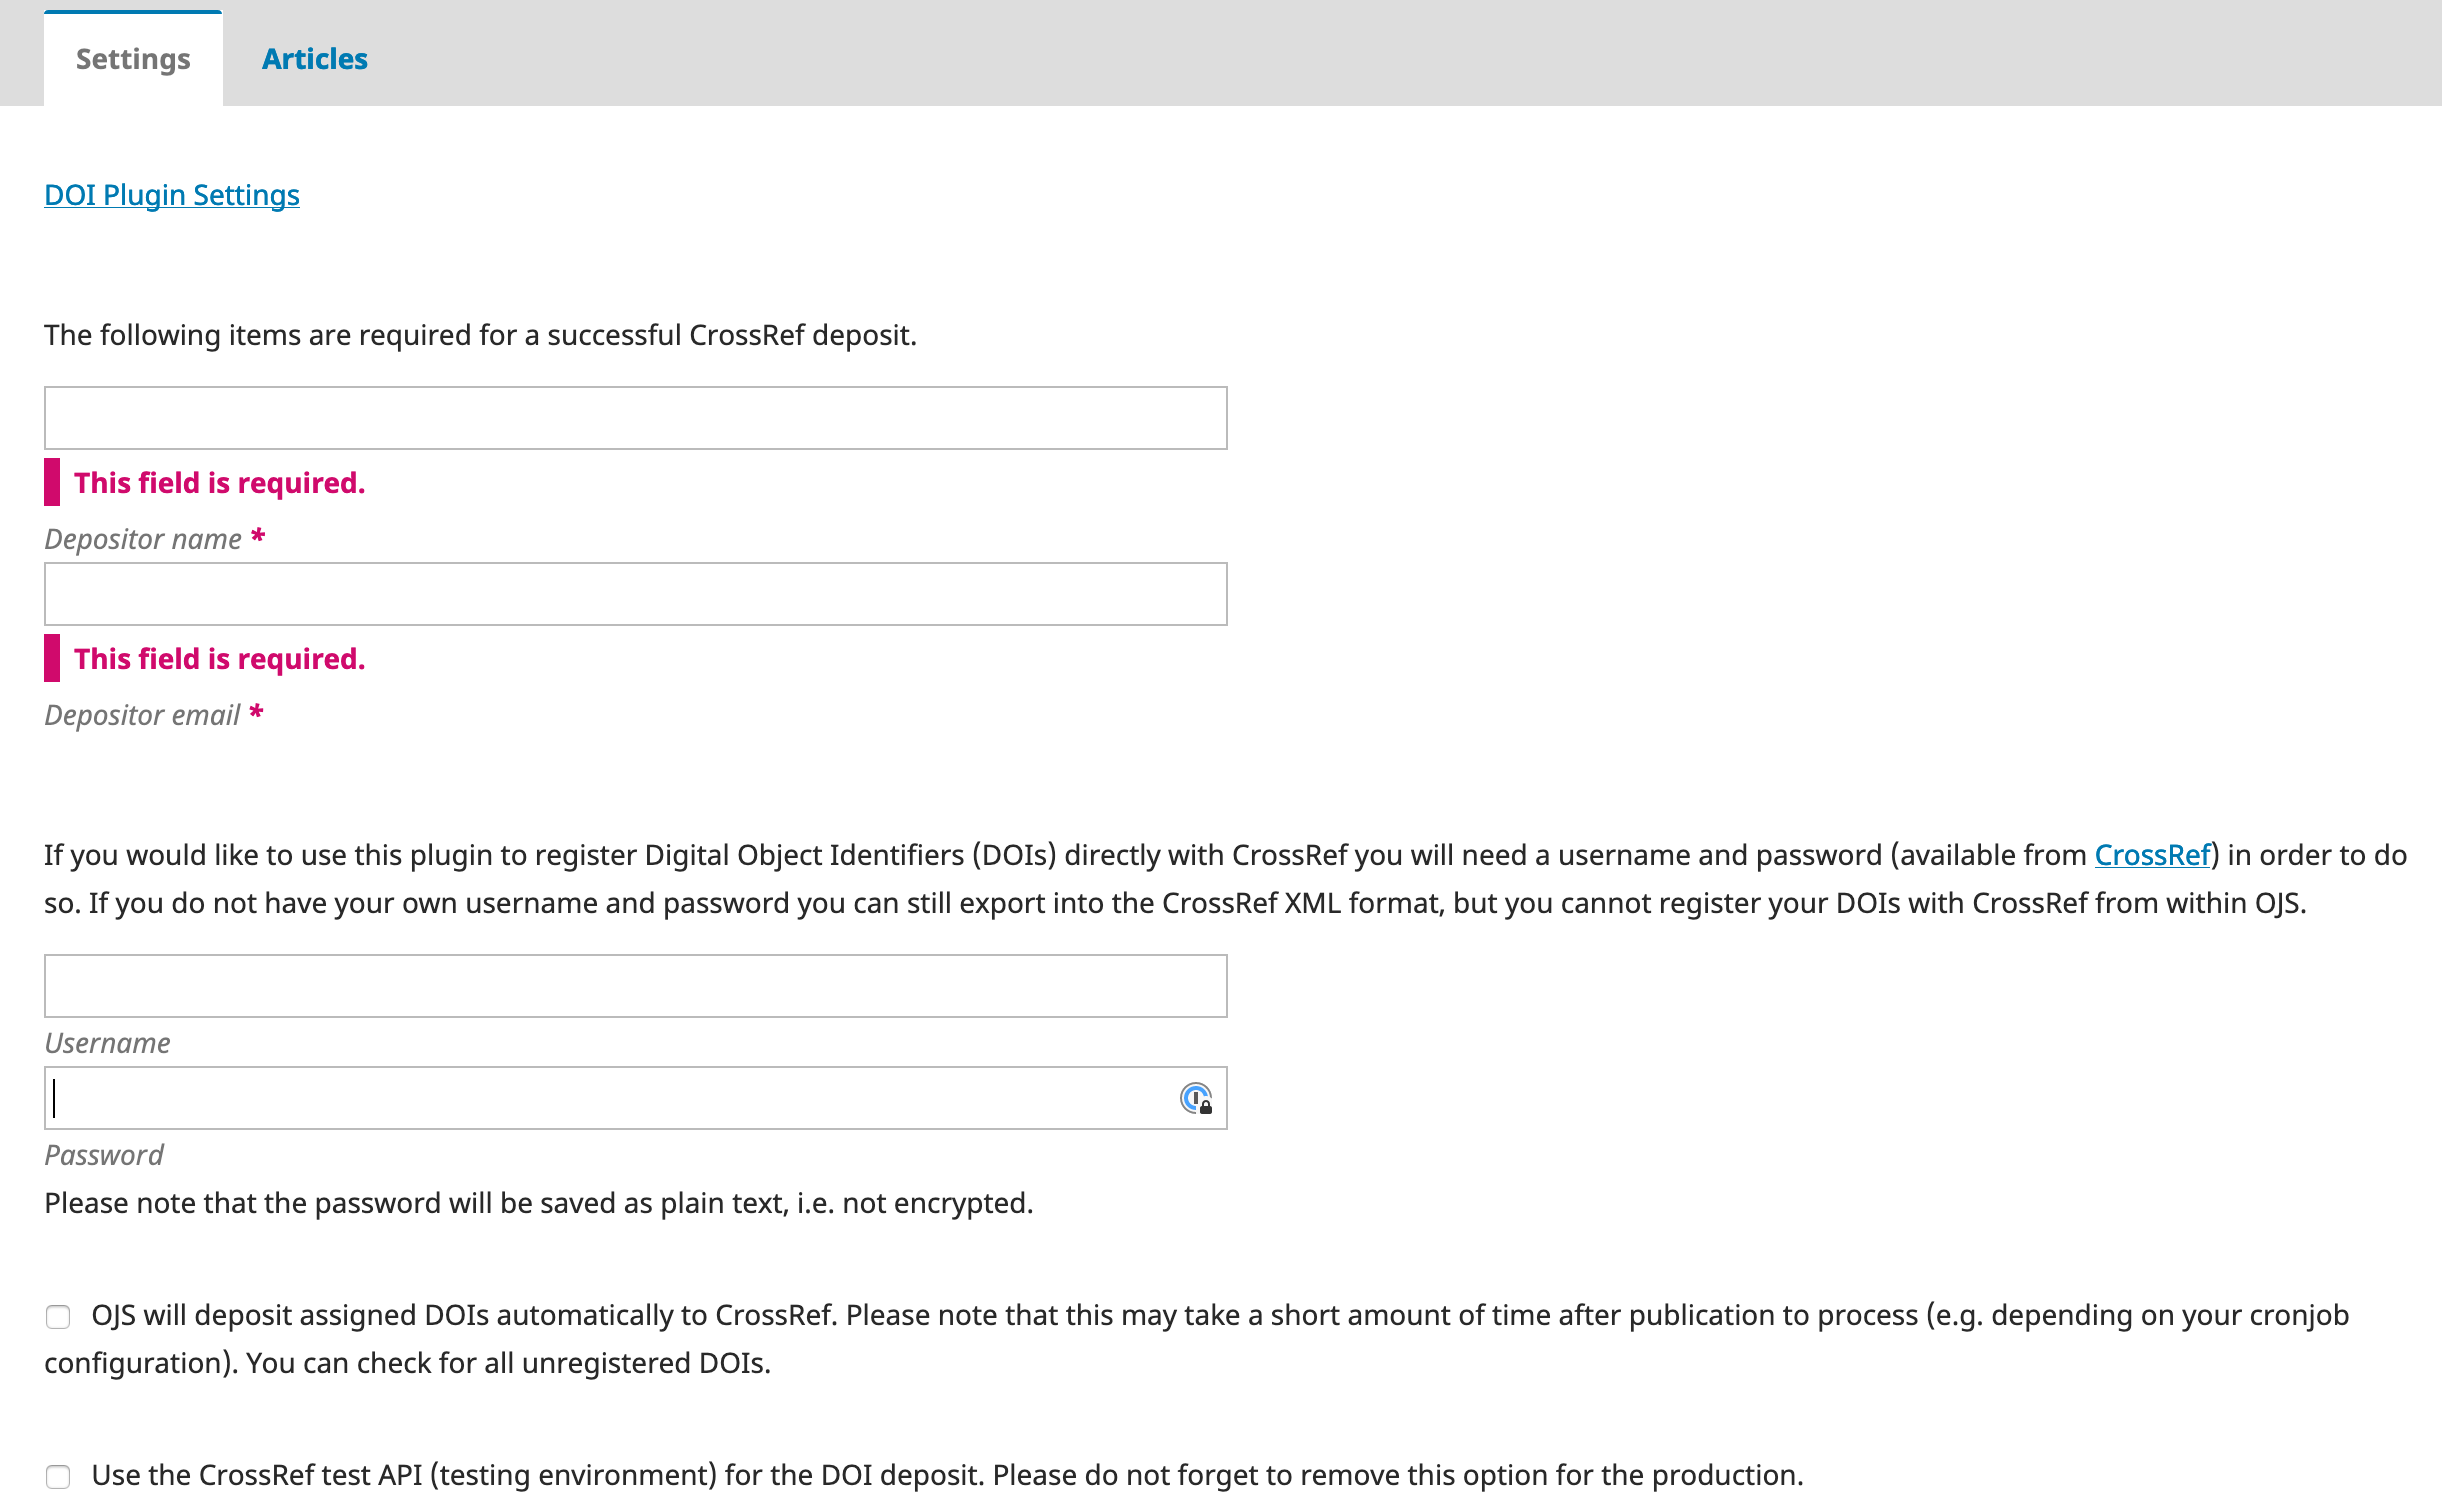 Settings Articles
DOI Plugin Settings
The following items are required for a successful CrossRef deposit.
This field is required.
Depositor name *
This field is required.
Depositor email *
If you would like to use this plugin to register Digital Object Identifiers (DOIs) directly with CrossRef you will need a username and password (available from CrossRef) in order to do
so. If you do not have your own username and password you can still export into the CrossRef XML format, but you cannot register your DOIs with CrossRef from within OJS.
Username
Password
Please note that the password will be saved as plain text, i.e. not encrypted.
OJS will deposit assigned DOIs automatically to CrossRef. Please note that this may take a short amount of time after publication to process (e.g. depending on your cronjob
configuration). You can check for all unregistered DOIs.
Use the CrossRef test API (testing environment) for the DOI deposit. Please do not forget to remove this option for the production.